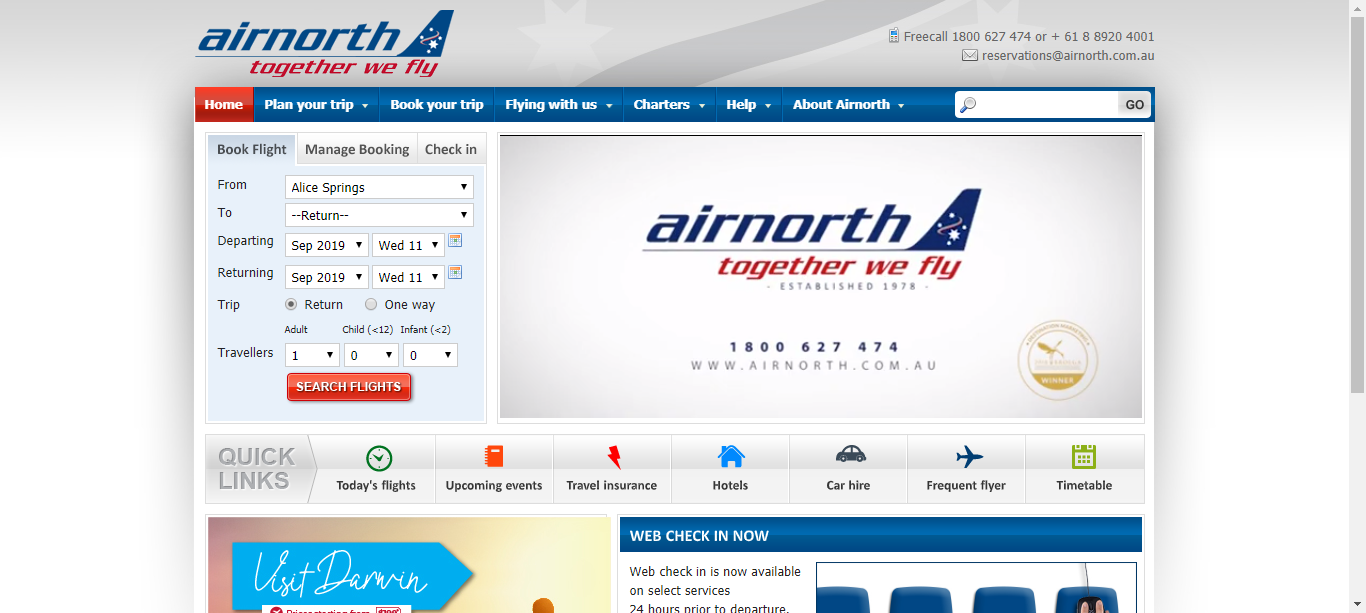 airnorth
together we fly
Freecall 1800 627 474 or + 61 8 8920 4001
reservations@airnorth.com.au
Home Plan your trip Book your trip Flying with us Charters Help About Airnorth GO
Book Flight Manage Booking Check in
From Alice Springs
To --Return--
Departing Sep 2019 Wed 11
Returning Sep 2019 Wed 11
Trip Return One way
Adult Child (<12) Infant (<2)
Travellers 1 0 0
SEARCH FLIGHTS
airnorth
together we fly
- ESTABLISHED 1978 -
1800 627 474
WWW.AIRNORTH.COM.AU
WINNER
QUICK LINKS
Today's flights Upcoming events Travel insurance Hotels Car hire Frequent flyer Timetable
Visit Darwin
WEB CHECK IN NOW
Web check in is now available
on select services
24 hours prior to departure.